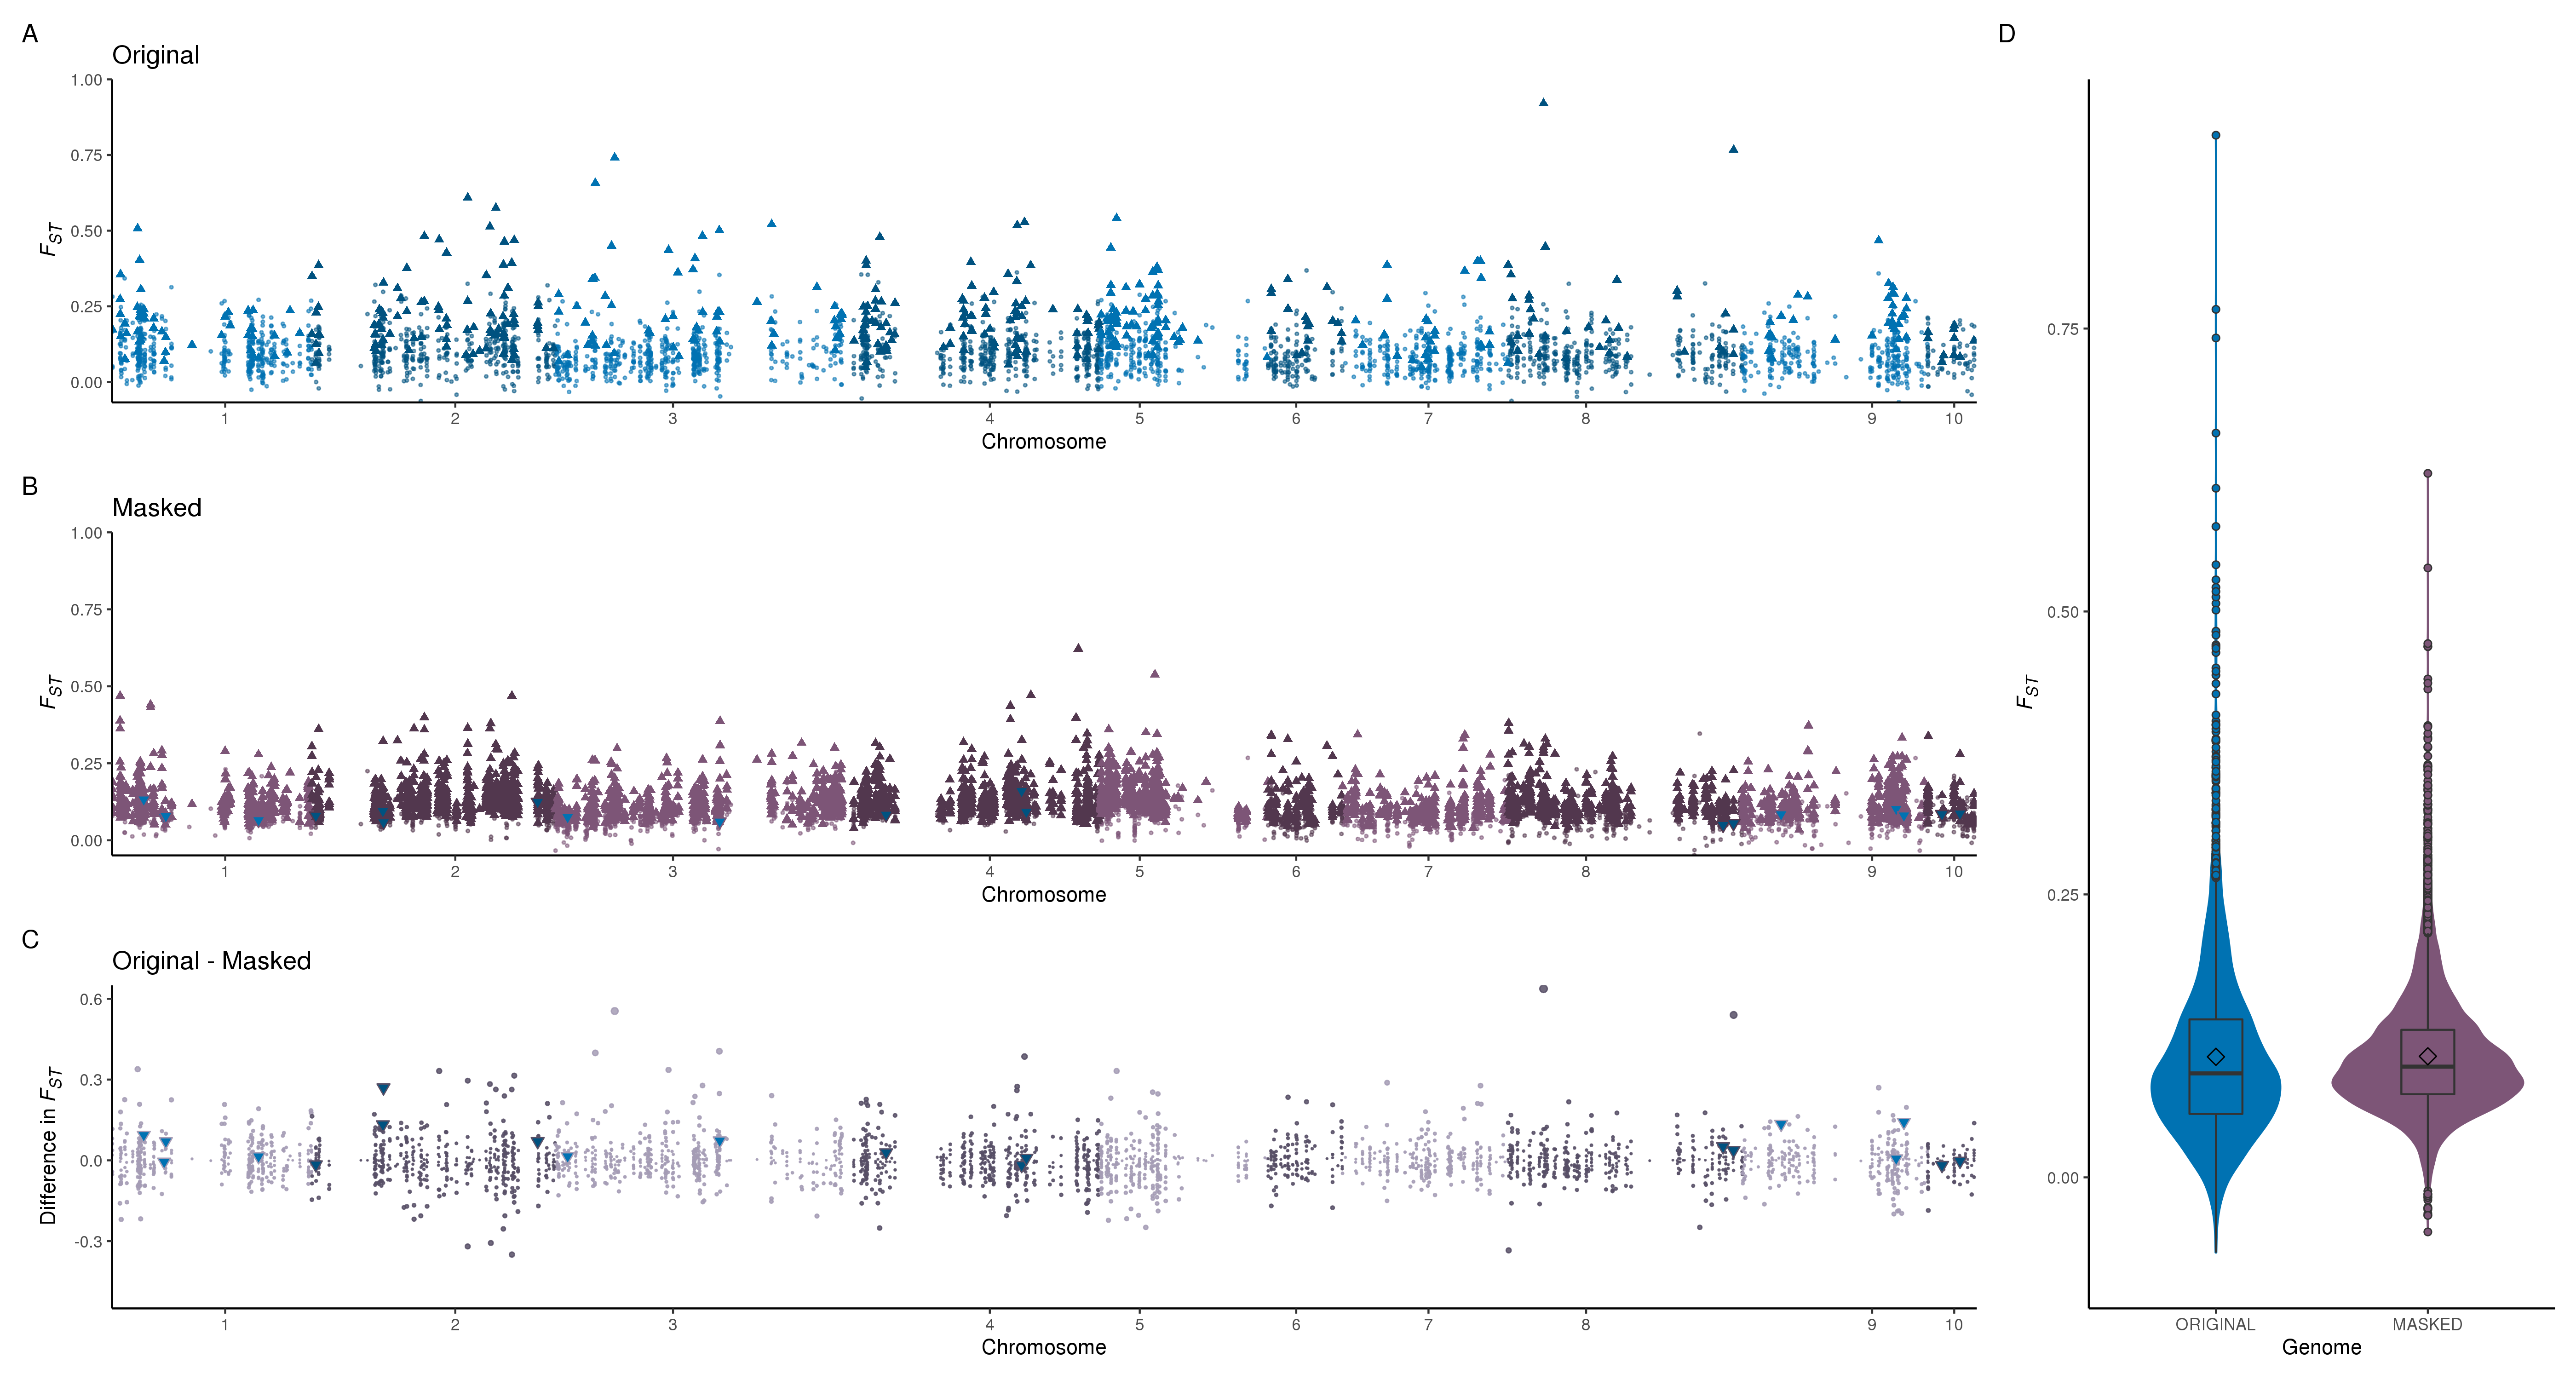 A
Original
1.00
0.75
0.50
0.25
0.00
FST
1 2 3 4 5 6 7 8 9 10
Chromosome
B
Masked
1.00
0.75
0.50
0.25
0.00
FST
1 2 3 4 5 6 7 8 9 10
Chromosome
C
Original - Masked
0.6
0.3
0.0
-0.3
Difference in FST
1 2 3 4 5 6 7 8 9 10
Chromosome
D
0.75
0.50
0.25
0.00
FST
ORIGINAL MASKED
Genome